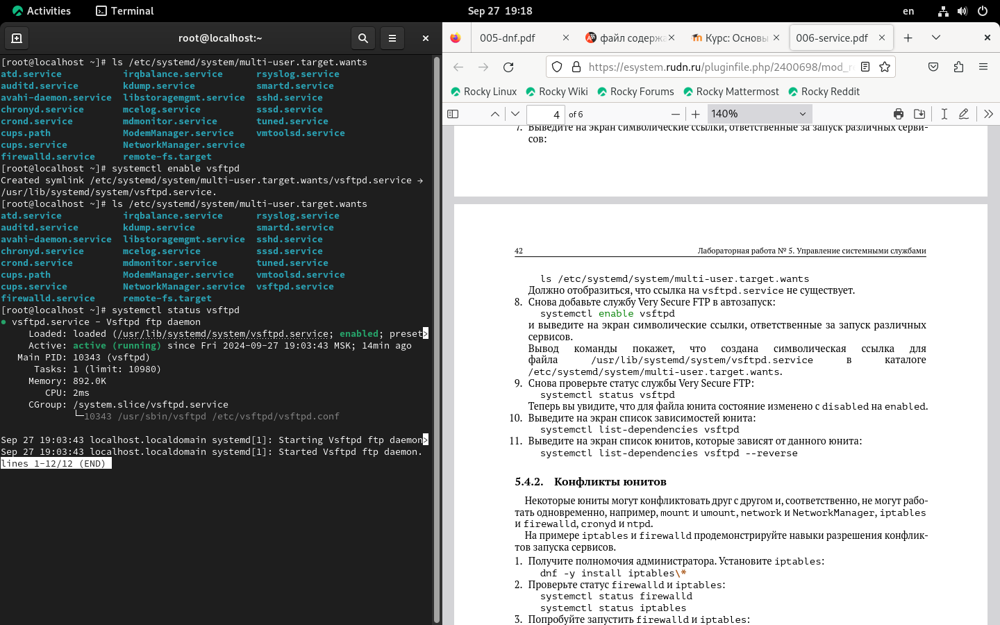 Activities
Terminal
Sep 27 19:18
en
root@localhost:~
[root@localhost ~]# ls /etc/systemd/system/multi-user.target.wants
atd.service irqbalance.service rsyslog.service
auditd.service kdump.service smartd.service
avahi-daemon.service libstoragemgmt.service sshd.service
chronyd.service mcelog.service sssd.service
crond.service mdmonitor.service tuned.service
cups.path ModemManager.service vmtoolsd.service
cups.service NetworkManager.service
firewalld.service remote-fs.target
[root@localhost ~]# systemctl enable vsftpd
Created symlink /etc/systemd/system/multi-user.target.wants/vsftpd.service →
/usr/lib/systemd/system/vsftpd.service.
[root@localhost ~]# ls /etc/systemd/system/multi-user.target.wants
atd.service irqbalance.service rsyslog.service
auditd.service kdump.service smartd.service
avahi-daemon.service libstoragemgmt.service sshd.service
chronyd.service mcelog.service sssd.service
crond.service mdmonitor.service tuned.service
cups.path ModemManager.service vmtoolsd.service
cups.service NetworkManager.service vsftpd.service
firewalld.service remote-fs.target
[root@localhost ~]# systemctl status vsftpd
● vsftpd.service - Vsftpd ftp daemon
Loaded: loaded (/usr/lib/systemd/system/vsftpd.service; enabled; preset>
Active: active (running) since Fri 2024-09-27 19:03:43 MSK; 14min ago
Main PID: 10343 (vsftpd)
Tasks: 1 (limit: 10980)
Memory: 892.0K
CPU: 2ms
CGroup: /system.slice/vsftpd.service
└─10343 /usr/sbin/vsftpd /etc/vsftpd/vsftpd.conf
Sep 27 19:03:43 localhost.localdomain systemd[1]: Starting Vsftpd ftp daemon>
Sep 27 19:03:43 localhost.localdomain systemd[1]: Started Vsftpd ftp daemon.
lines 1-12/12 (END)
005-dnf.pdf
файл содержа
Курс: Основы
006-service.pdf
https://esystem.rudn.ru/pluginfile.php/2400698/mod_r
Rocky Linux
Rocky Wiki
Rocky Forums
Rocky Mattermost
Rocky Reddit
4 of 6
140%
7. Выведите на экран символические ссылки, ответственные за запуск различных серви-
сов:
42 Лабораторная работа № 5. Управление системными службами
ls /etc/systemd/system/multi-user.target.wants
Должно отобразиться, что ссылка на vsftpd.service не существует.
8. Снова добавьте службу Very Secure FTP в автозапуск:
systemctl enable vsftpd
и выведите на экран символические ссылки, ответственные за запуск различных
сервисов.
Вывод команды покажет, что создана символическая ссылка для
файла /usr/lib/systemd/system/vsftpd.service в каталоге
/etc/systemd/system/multi-user.target.wants.
9. Снова проверьте статус службы Very Secure FTP:
systemctl status vsftpd
Теперь вы увидите, что для файла юнита состояние изменено с disabled на enabled.
10. Выведите на экран список зависимостей юнита:
systemctl list-dependencies vsftpd
11. Выведите на экран список юнитов, которые зависят от данного юнита:
systemctl list-dependencies vsftpd --reverse
5.4.2. Конфликты юнитов
Некоторые юниты могут конфликтовать друг с другом и, соответственно, не могут рабо-
тать одновременно, например, mount и umount, network и NetworkManager, iptables
и firewalld, cronyd и ntpd.
На примере iptables и firewalld продемонстрируйте навыки разрешения конфлик-
тов запуска сервисов.
1. Получите полномочия администратора. Установите iptables:
dnf -y install iptables\*
2. Проверьте статус firewalld и iptables:
systemctl status firewalld
systemctl status iptables
3. Попробуйте запустить firewalld и iptables: